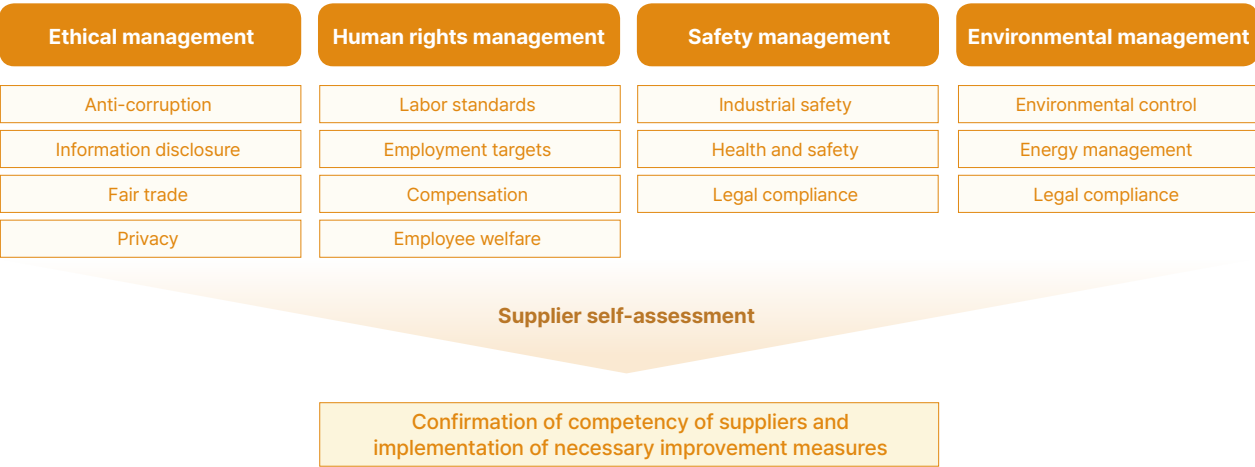 Ethical management
Anti-corruption
Information disclosure
Fair trade
Privacy
Human rights management
Labor standards
Employment targets
Compensation
Employee welfare
Safety management
Industrial safety
Health and safety
Legal compliance
Environmental management
Environmental control
Energy management
Legal compliance
Supplier self-assessment
Confirmation of competency of suppliers and
implementation of necessary improvement measures